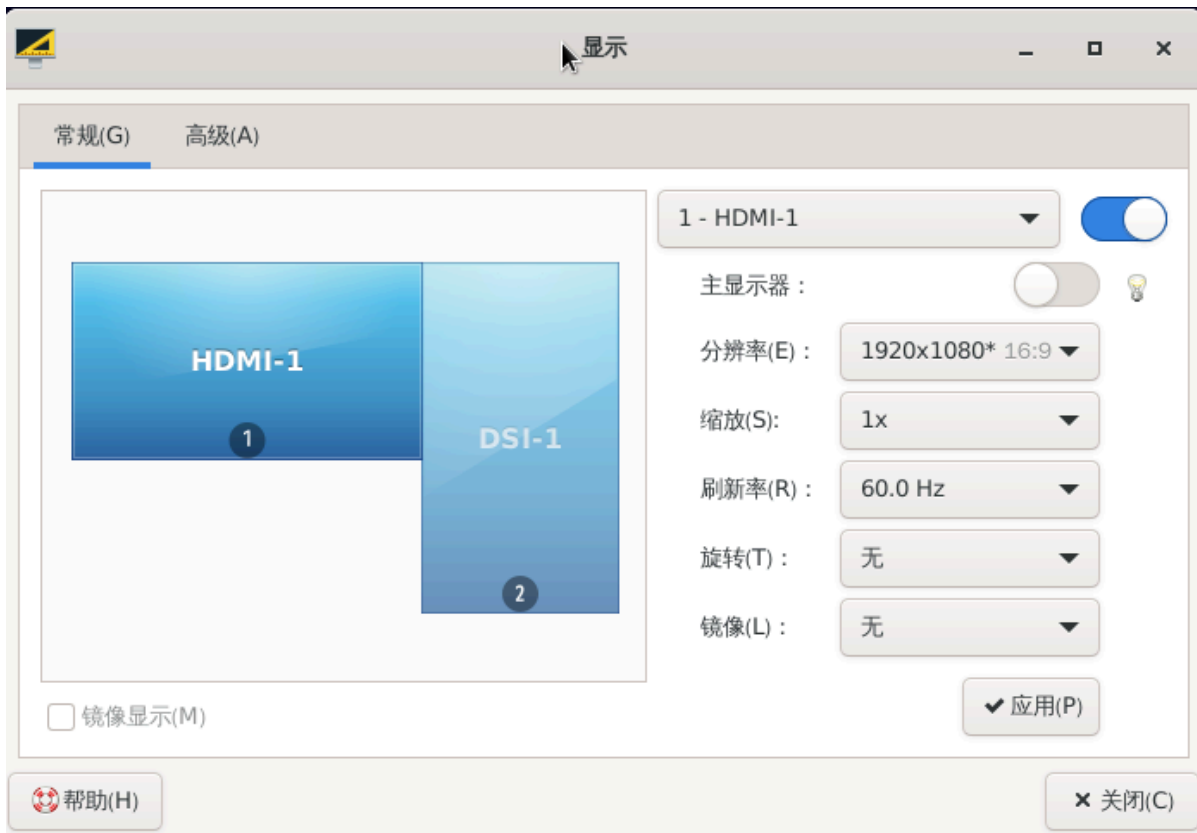 显示
常规(G)
高级(A)
1 - HDMI-1
HDMI-1
1
DSI-1
2
主显示器：
分辨率(E)： 1920x1080* 16:9
缩放(S): 1x
刷新率(R)： 60.0 Hz
旋转(T)： 无
镜像(L)： 无
镜像显示(M)
应用(P)
帮助(H)
关闭(C)